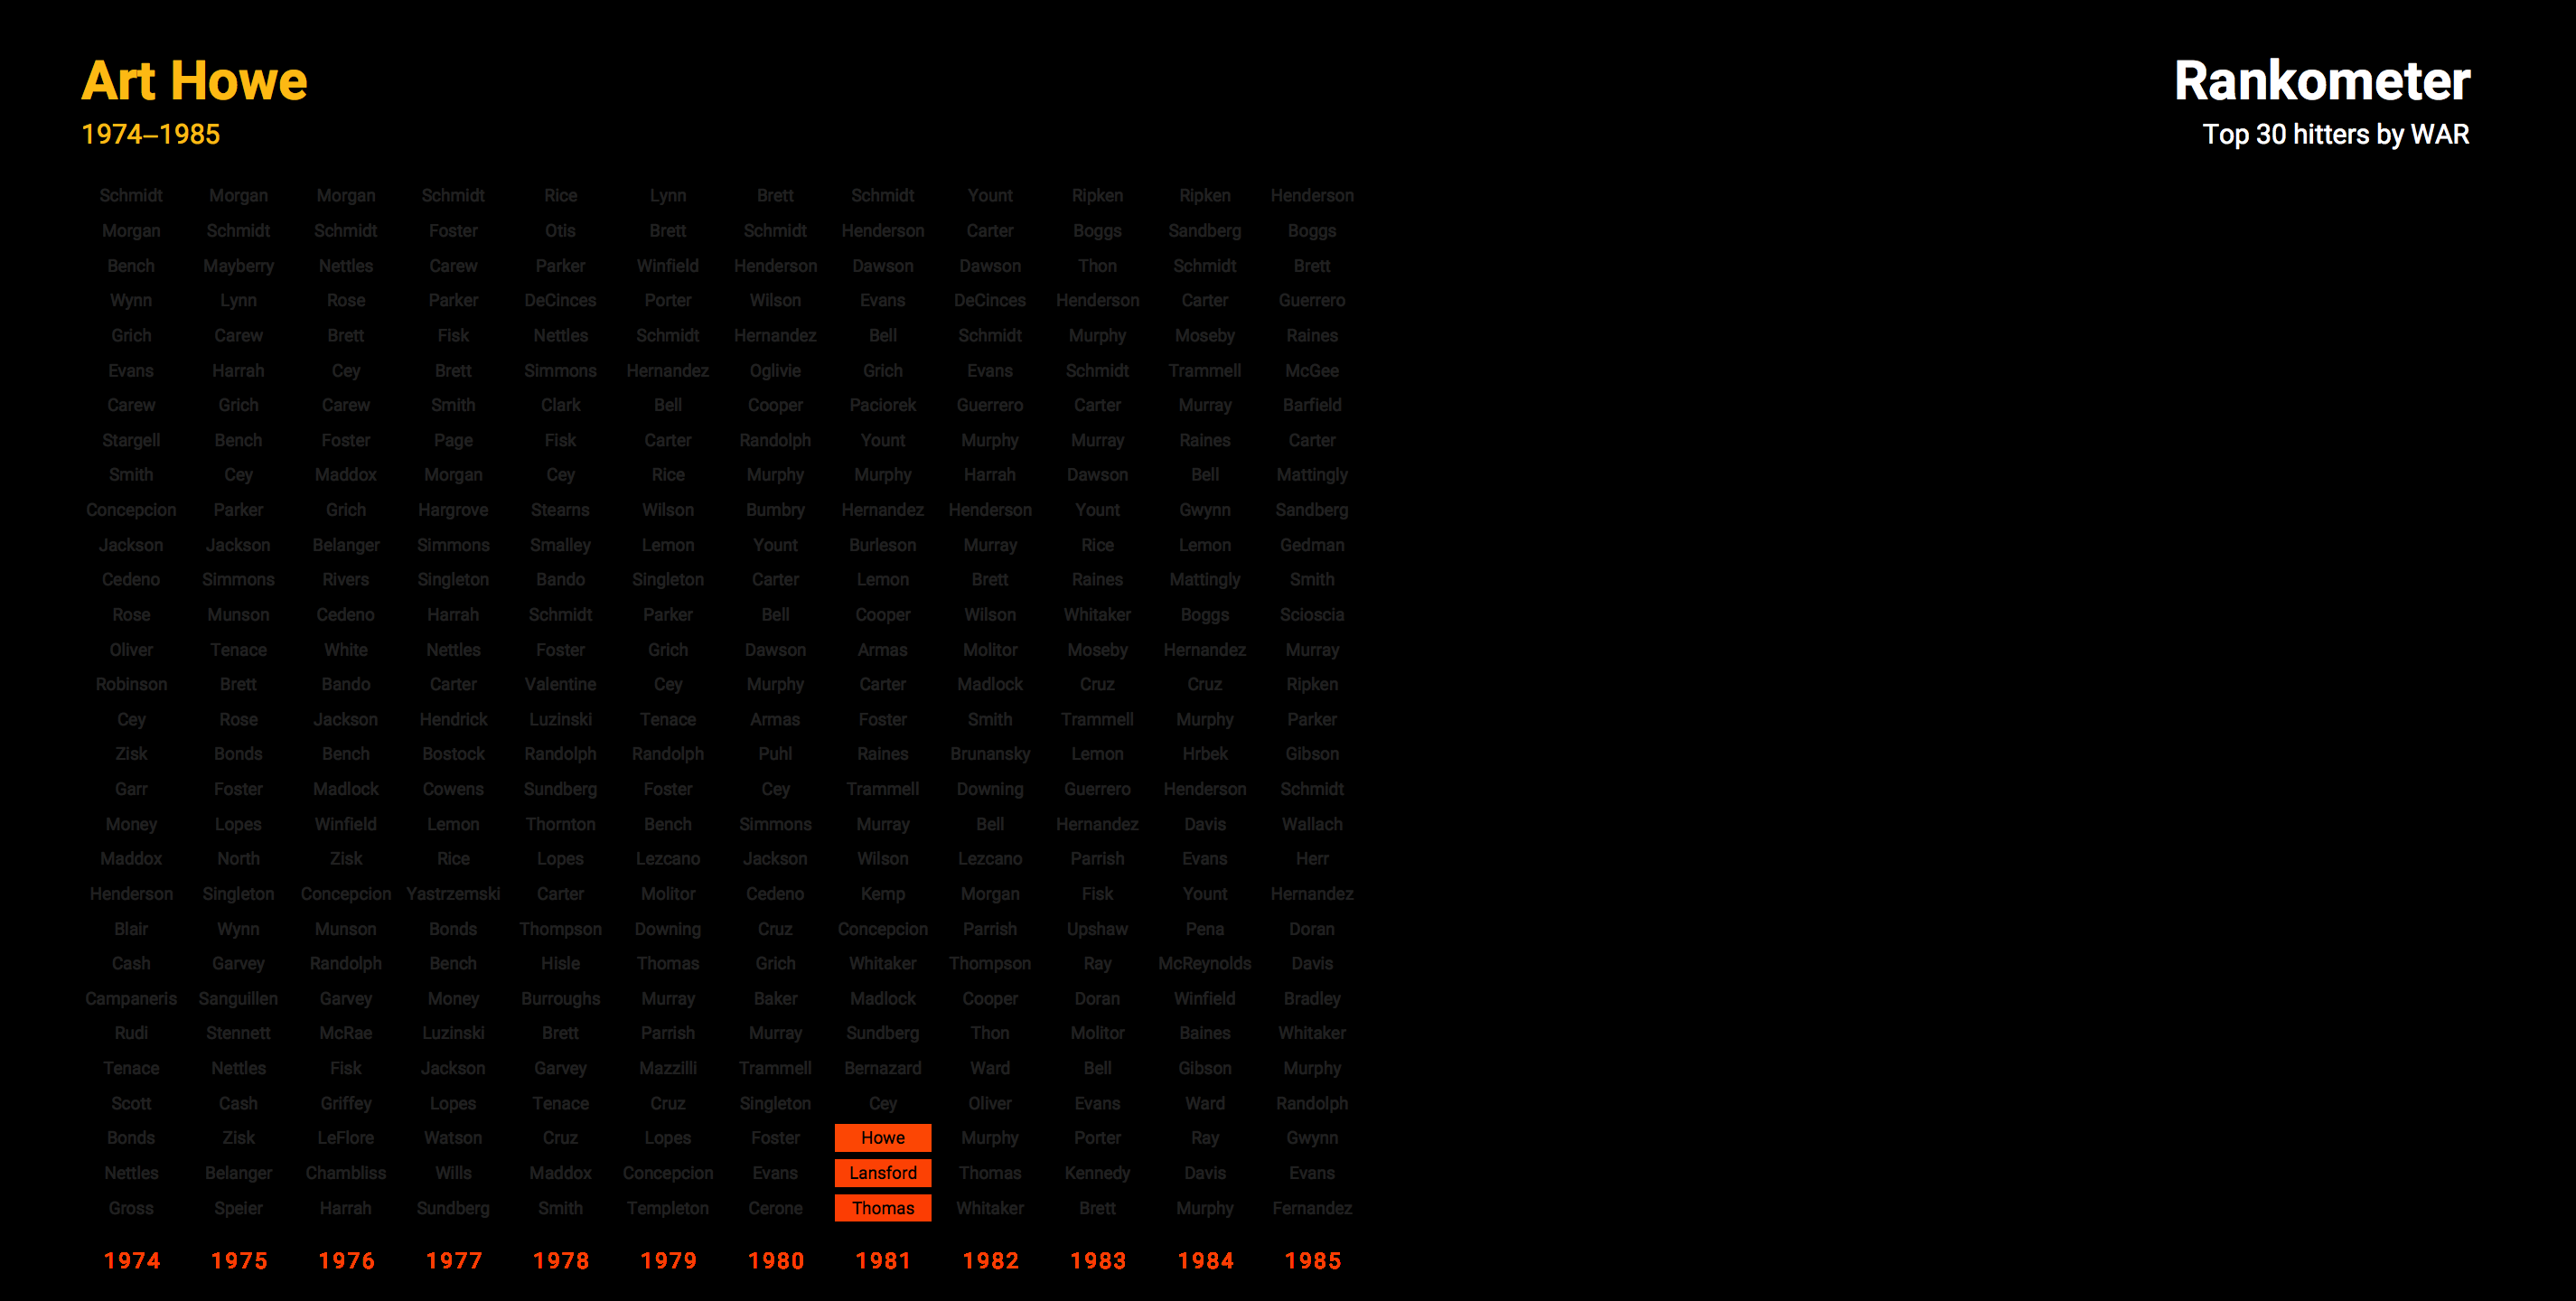 Art Howe
1974–1985
Rankometer
Top 30 hitters by WAR
Schmidt Morgan Morgan Schmidt Rice Lynn Brett Schmidt Yount Ripken Ripken Henderson
Morgan Schmidt Schmidt Foster Otis Brett Schmidt Henderson Carter Boggs Sandberg Boggs
Bench Mayberry Nettles Carew Parker Winfield Henderson Dawson Dawson Thon Schmidt Brett
Wynn Lynn Rose Parker DeCinces Porter Wilson Evans DeCinces Henderson Carter Guerrero
Grich Carew Brett Fisk Nettles Schmidt Hernandez Bell Schmidt Murphy Moseby Raines
Evans Harrah Cey Brett Simmons Hernandez Oglivie Grich Evans Schmidt Trammell McGee
Carew Grich Carew Smith Clark Bell Cooper Paciorek Guerrero Carter Murray Barfield
Stargell Bench Foster Page Fisk Carter Randolph Yount Murphy Murray Raines Carter
Smith Cey Maddox Morgan Cey Rice Murphy Murphy Harrah Dawson Bell Mattingly
Concepcion Parker Grich Hargrove Stearns Wilson Bumbry Hernandez Henderson Yount Gwynn Sandberg
Jackson Jackson Belanger Simmons Smalley Lemon Yount Burleson Murray Rice Lemon Gedman
Cedeno Simmons Rivers Singleton Bando Singleton Carter Lemon Brett Raines Mattingly Smith
Rose Munson Cedeno Harrah Schmidt Parker Bell Cooper Wilson Whitaker Boggs Scioscia
Oliver Tenace White Nettles Foster Grich Dawson Armas Molitor Moseby Hernandez Murray
Robinson Brett Bando Carter Valentine Cey Murphy Carter Madlock Cruz Cruz Ripken
Cey Rose Jackson Hendrick Luzinski Tenace Armas Foster Smith Trammell Murphy Parker
Zisk Bonds Bench Bostock Randolph Randolph Puhl Raines Brunansky Lemon Hrbek Gibson
Garr Foster Madlock Cowens Sundberg Foster Cey Trammell Downing Guerrero Henderson Schmidt
Money Lopes Winfield Lemon Thornton Bench Simmons Murray Bell Hernandez Davis Wallach
Maddox North Zisk Rice Lopes Lezcano Jackson Wilson Lezcano Parrish Evans Herr
Henderson Singleton Concepcion Yastrzemski Carter Molitor Cedeno Kemp Morgan Fisk Yount Hernandez
Blair Wynn Munson Bonds Thompson Downing Cruz Concepcion Parrish Upshaw Pena Doran
Cash Garvey Randolph Bench Hisle Thomas Grich Whitaker Thompson Ray McReynolds Davis
Campaneris Sanguillen Garvey Money Burroughs Murray Baker Madlock Cooper Doran Winfield Bradley
Rudi Stennett McRae Luzinski Brett Parrish Murray Sundberg Thon Molitor Baines Whitaker
Tenace Nettles Fisk Jackson Garvey Mazzilli Trammell Bernazard Ward Bell Gibson Murphy
Scott Cash Griffey Lopes Tenace Cruz Singleton Cey Oliver Evans Ward Randolph
Bonds Zisk LeFlore Watson Cruz Lopes Foster Howe Murphy Porter Ray Gwynn
Nettles Belanger Chambliss Wills Maddox Concepcion Evans Lansford Thomas Kennedy Davis Evans
Gross Speier Harrah Sundberg Smith Templeton Cerone Thomas Whitaker Brett Murphy Fernandez
1974 1975 1976 1977 1978 1979 1980 1981 1982 1983 1984 1985